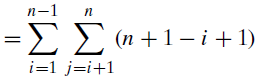 = \sum_{i=1}^{n-1} \sum_{j=i+1}^{n} (n + 1 - i + 1)